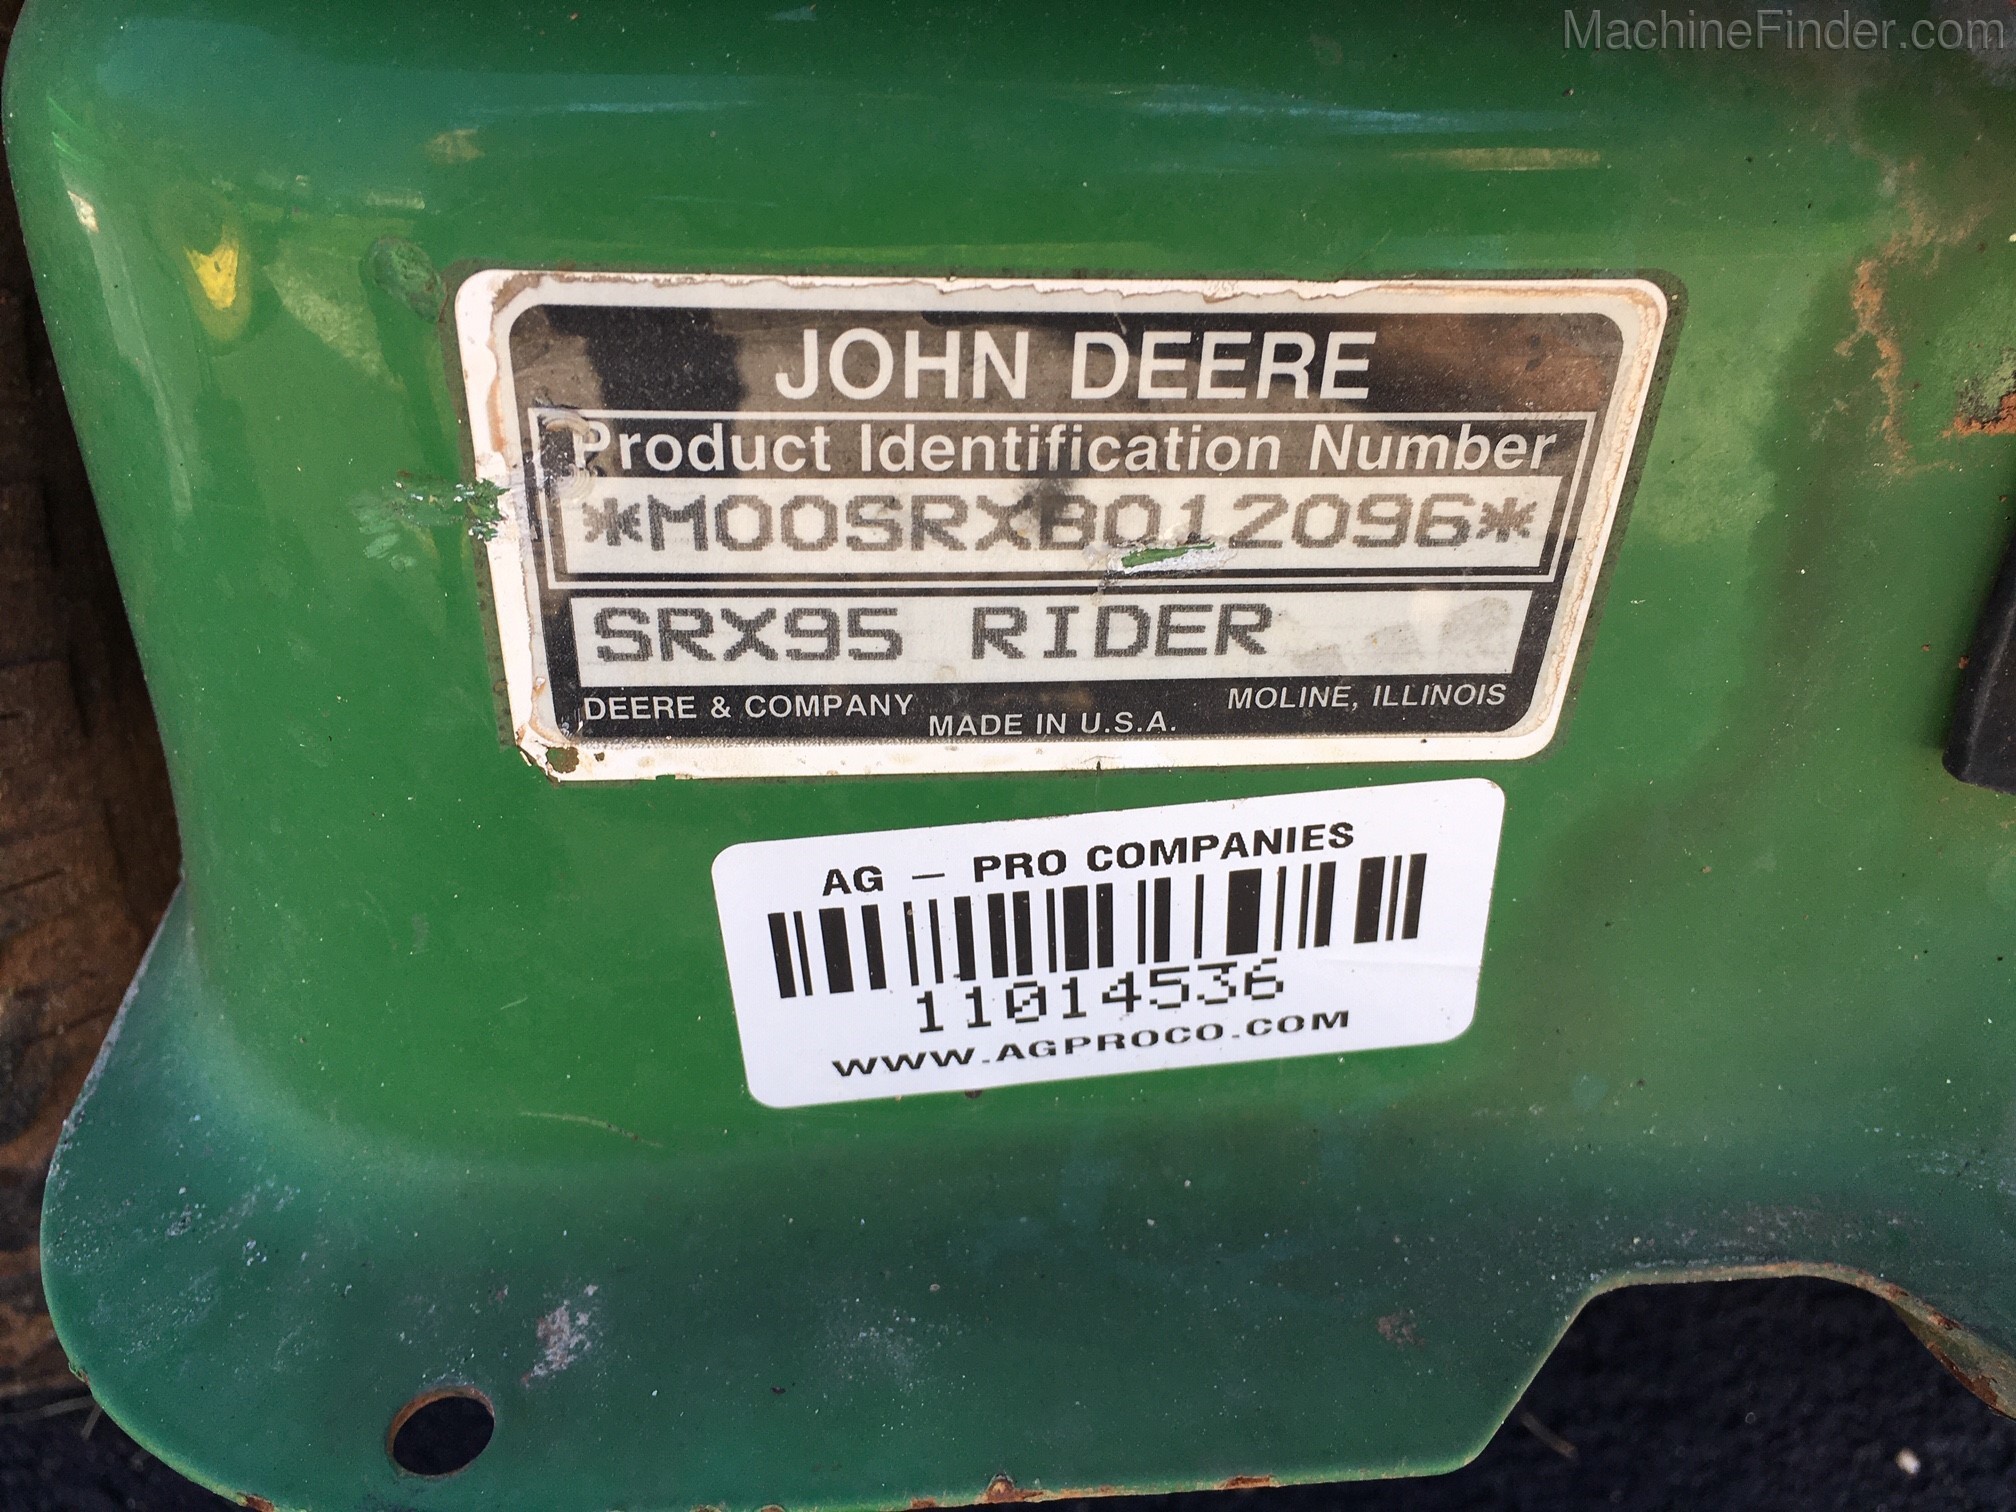 MachineFinder.com
JOHN DEERE
Product Identification Number
*M00SRXB012096*
SRX95 RIDER
DEERE & COMPANY MOLINE, ILLINOIS
MADE IN U.S.A.
AG – PRO COMPANIES
11014536
WWW.AGPROCO.COM